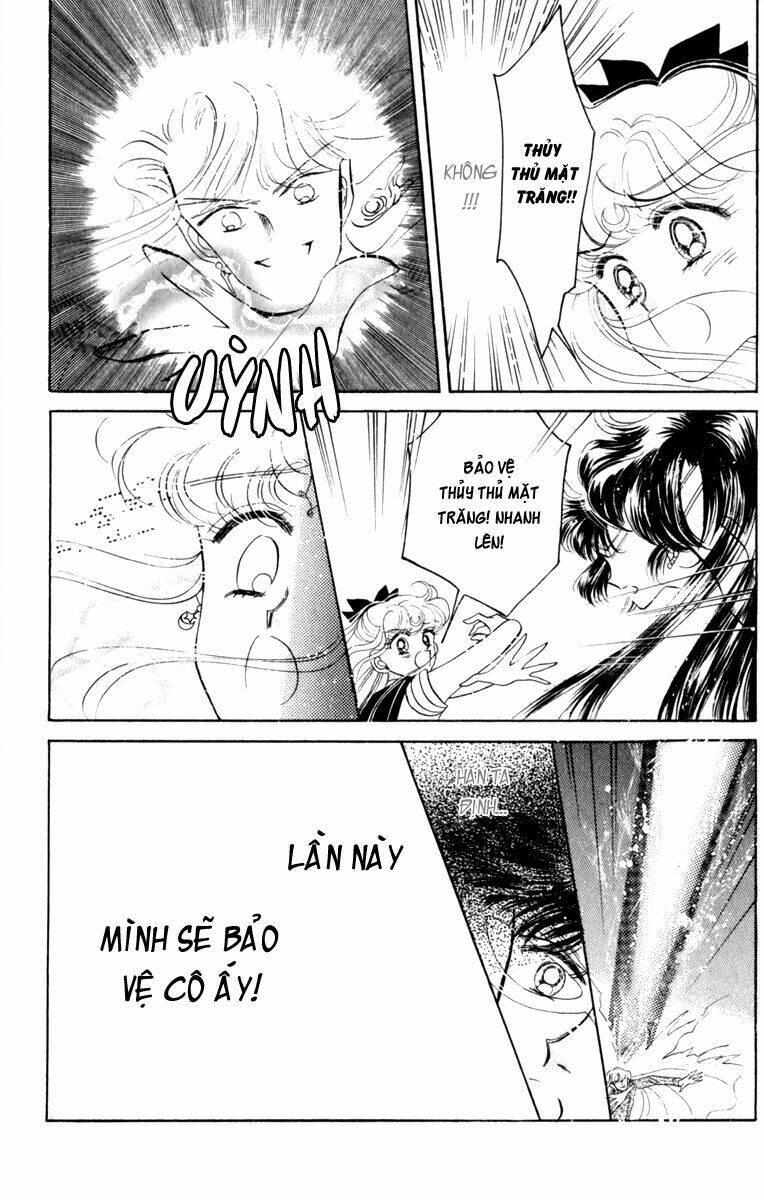 THỦY
THỦ MẶT
TRĂNG!!
KHÔNG
!!!
UỲNH
BẢO VỆ
THỦY THỦ MẶT
TRĂNG! NHANH
LÊN!
HẮN TA
ĐỊNH...
LẦN NÀY
MÌNH SẼ BẢO
VỆ CÔ ẤY!